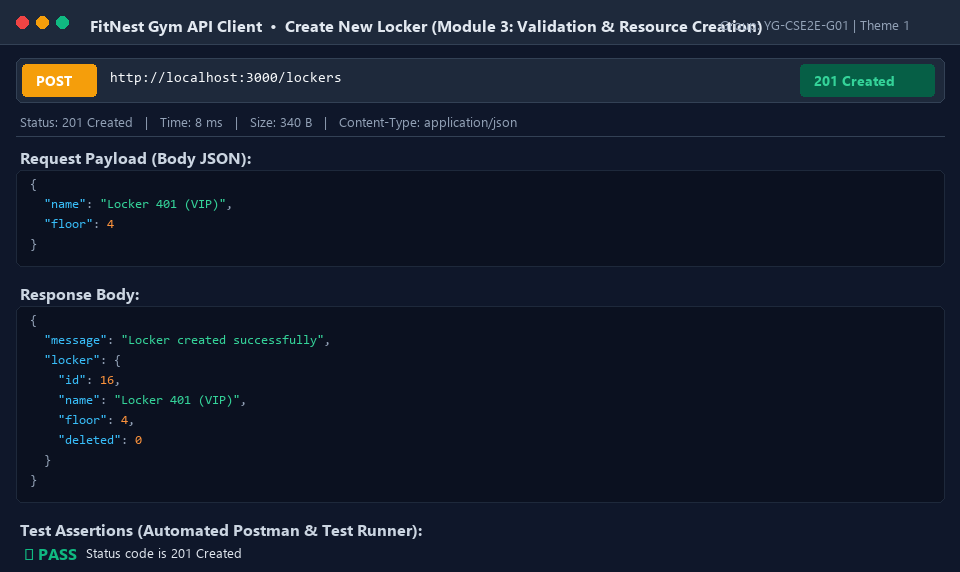 FitNest Gym API Client • Create New Locker (Module 3: Validation & Resource Creation)
YG-CSE2E-G01 | Theme 1
POST http://localhost:3000/lockers 201 Created
Status: 201 Created | Time: 8 ms | Size: 340 B | Content-Type: application/json
Request Payload (Body JSON):
{
"name": "Locker 401 (VIP)",
"floor": 4
}
Response Body:
{
"message": "Locker created successfully",
"locker": {
"id": 16,
"name": "Locker 401 (VIP)",
"floor": 4,
"deleted": 0
}
}
Test Assertions (Automated Postman & Test Runner):
PASS Status code is 201 Created